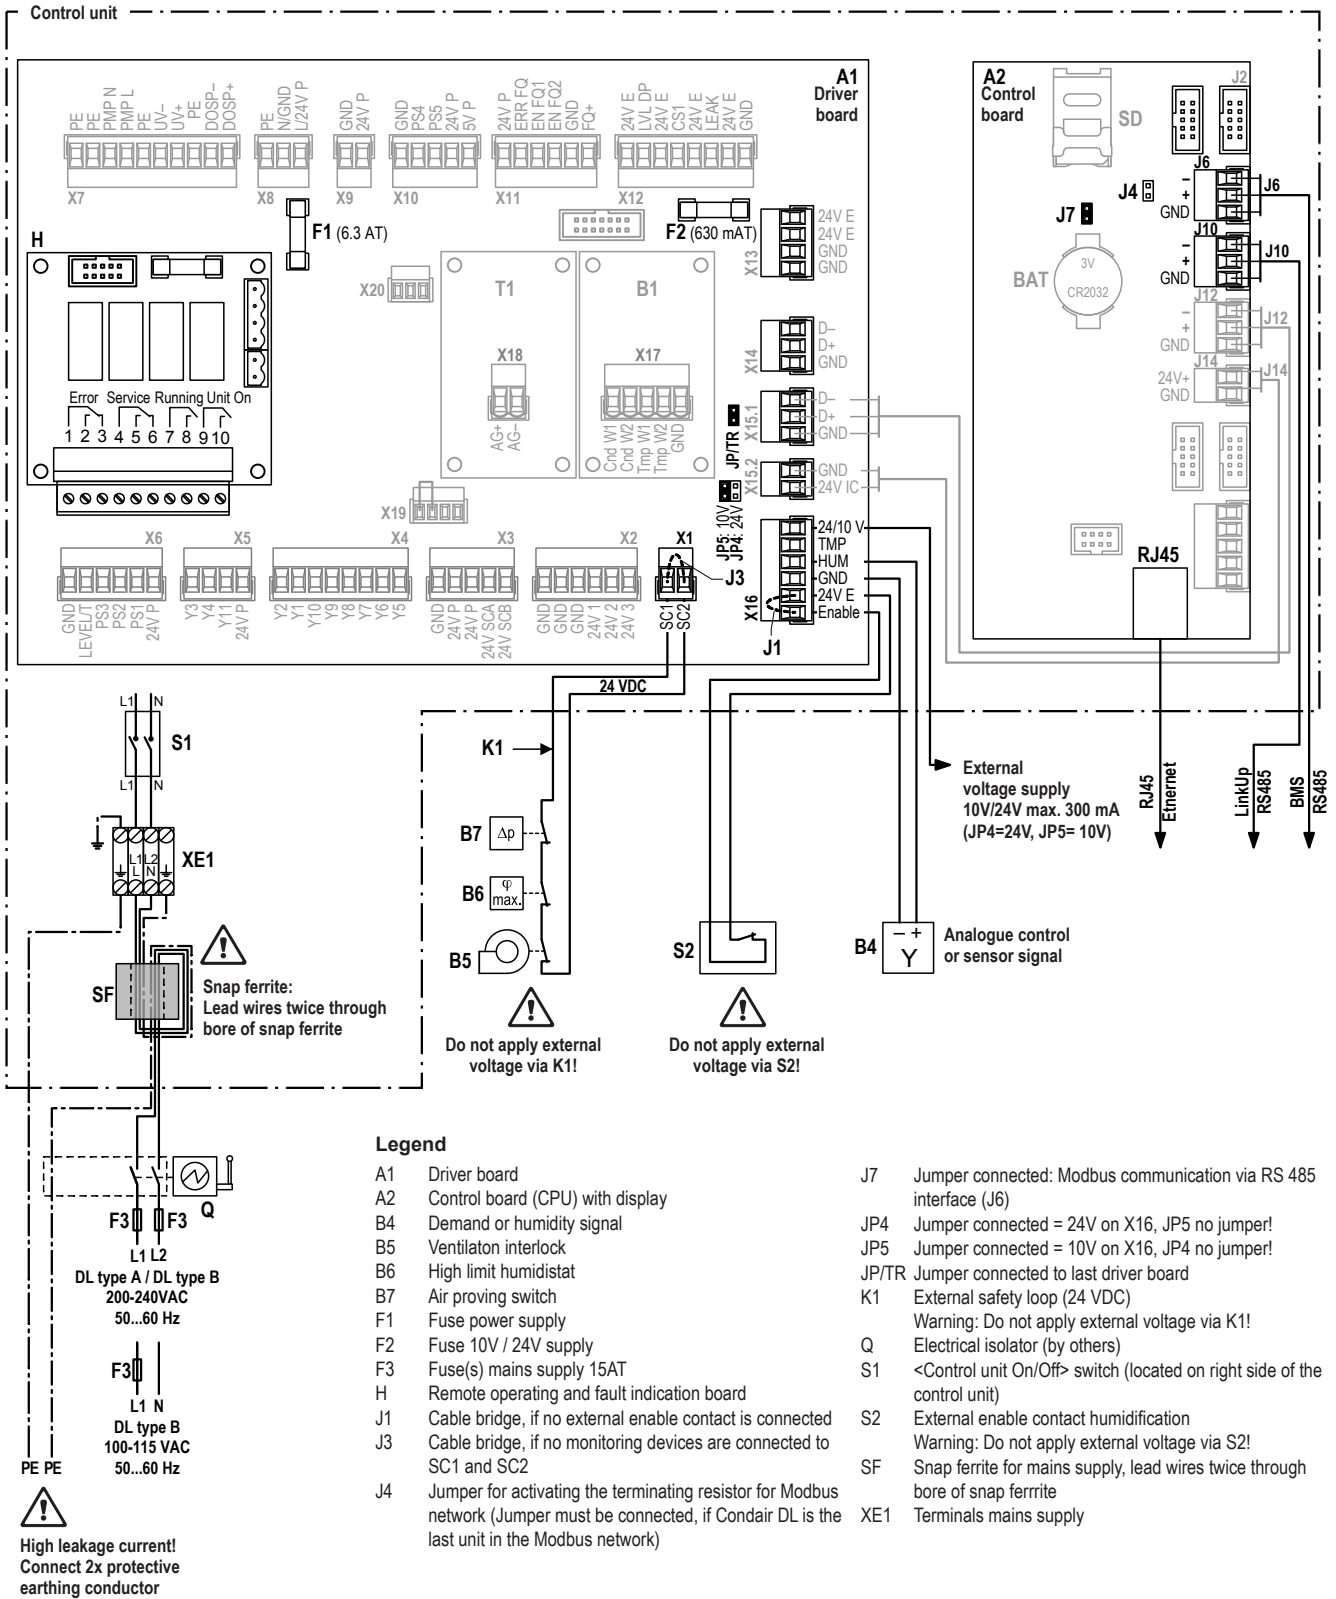 Control unit
A1
Driver
board
PE
PE
PMP N
PMP L
PE
UV–
UV+
PE
DOSP–
DOSP+
X7
PE
N/GND
L/24V P
X8
GND
24V P
X9
GND
PS4
PS5
24V P
5V P
X10
24V P
ERR FQ
EN FQ1
EN FQ2
GND
FQ+
X11
24V E
LVL DP
24V E
CS1
24V E
LEAK
24V E
GND
X12
F1 (6.3 AT)
F2 (630 mAT)
24V E
24V E
GND
GND
X13
H
Error Service Running Unit On
1 2 3 4 5 6 7 8 9 10
X20
T1
X18
AG+
AG–
B1
X17
Cnd W1
Cnd W2
Tmp W1
Tmp W2
GND
D–
D+
GND
X14
D–
D+
GND
X15.1
JP/TR
GND
24V IC
X15.2
JP5: 10V
JP4: 24V
X19
X6
GND
LEVEL/T
PS3
PS2
PS1
24V P
X5
Y3
Y4
Y11
24V P
X4
Y2
Y1
Y10
Y9
Y8
Y7
Y6
Y5
X3
GND
24V P
24V P
24V SCA
24V SCB
X2
GND
GND
GND
24V 1
24V 2
24V 3
X1
SC1
SC2
J3
24/10 V
TMP
HUM
GND
24V E
Enable
X16
J1
A2
Control
board
SD
J2
J4
J7
J6
–
+
GND
J6
J10
–
+
GND
J10
BAT
3V
CR2032
J12
–
+
GND
J12
J14
24V+
GND
J14
RJ45
24 VDC
L1 N
S1
L1 N
XE1
L1 L2
L N
K1
B7
Δp
B6
φ
max.
B5
S2
B4
– +
Y
Analogue control
or sensor signal
External
voltage supply
10V/24V max. 300 mA
(JP4=24V, JP5= 10V)
RJ45
Etnernet
LinkUp
RS485
BMS
RS485
SF
Snap ferrite:
Lead wires twice through
bore of snap ferrite
Do not apply external
voltage via K1!
Do not apply external
voltage via S2!
Q
F3 F3
L1 L2
DL type A / DL type B
200-240VAC
50...60 Hz
F3
L1 N
DL type B
100-115 VAC
50...60 Hz
PE PE
High leakage current!
Connect 2x protective
earthing conductor
Legend
A1 Driver board
A2 Control board (CPU) with display
B4 Demand or humidity signal
B5 Ventilaton interlock
B6 High limit humidistat
B7 Air proving switch
F1 Fuse power supply
F2 Fuse 10V / 24V supply
F3 Fuse(s) mains supply 15AT
H Remote operating and fault indication board
J1 Cable bridge, if no external enable contact is connected
J3 Cable bridge, if no monitoring devices are connected to
SC1 and SC2
J4 Jumper for activating the terminating resistor for Modbus
network (Jumper must be connected, if Condair DL is the
last unit in the Modbus network)
J7 Jumper connected: Modbus communication via RS 485
interface (J6)
JP4 Jumper connected = 24V on X16, JP5 no jumper!
JP5 Jumper connected = 10V on X16, JP4 no jumper!
JP/TR Jumper connected to last driver board
K1 External safety loop (24 VDC)
Warning: Do not apply external voltage via K1!
Q Electrical isolator (by others)
S1 <Control unit On/Off> switch (located on right side of the
control unit)
S2 External enable contact humidification
Warning: Do not apply external voltage via S2!
SF Snap ferrite for mains supply, lead wires twice through
bore of snap ferrrite
XE1 Terminals mains supply